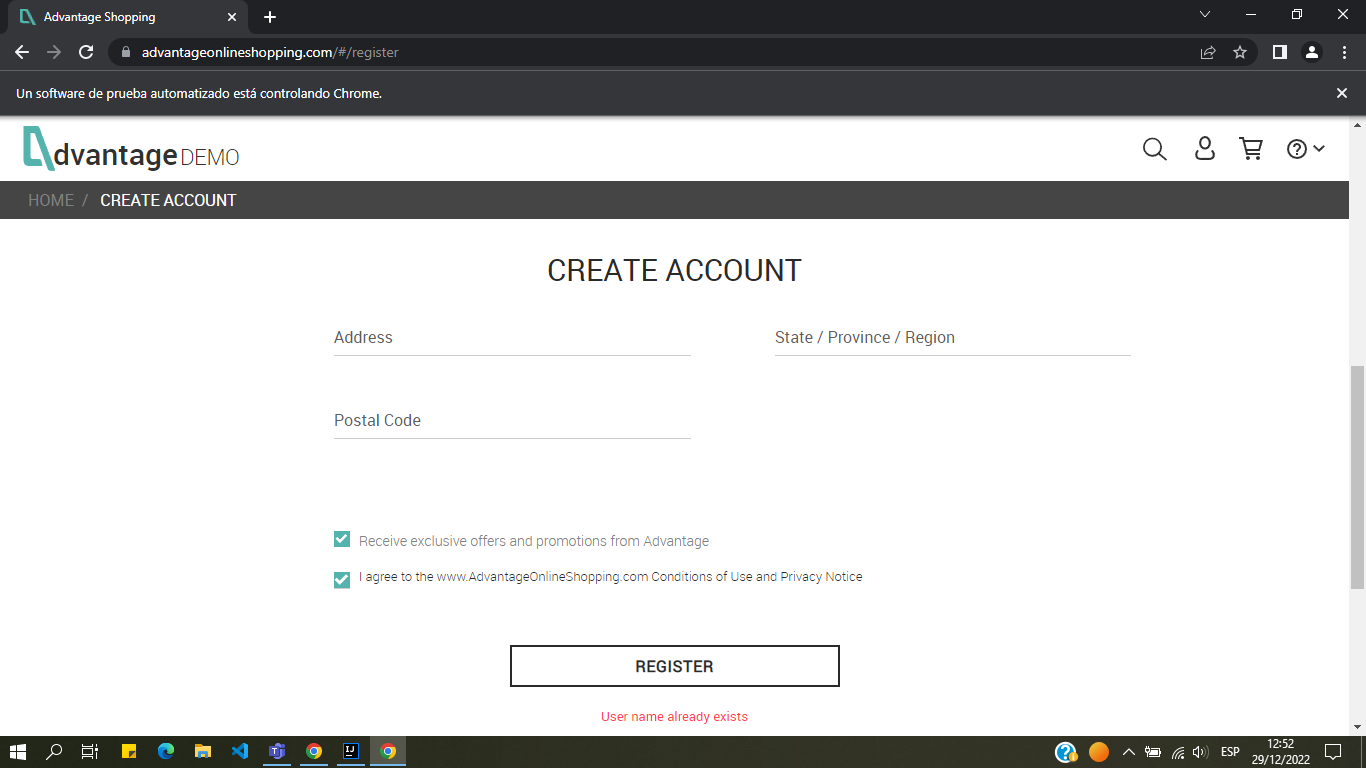 Advantage Shopping
advantageonlineshopping.com/#/register
Un software de prueba automatizado está controlando Chrome.
dvantage DEMO
HOME / CREATE ACCOUNT
CREATE ACCOUNT
Address
State / Province / Region
Postal Code
Receive exclusive offers and promotions from Advantage
I agree to the www.AdvantageOnlineShopping.com Conditions of Use and Privacy Notice
REGISTER
User name already exists
IJ
ESP
12:52
29/12/2022